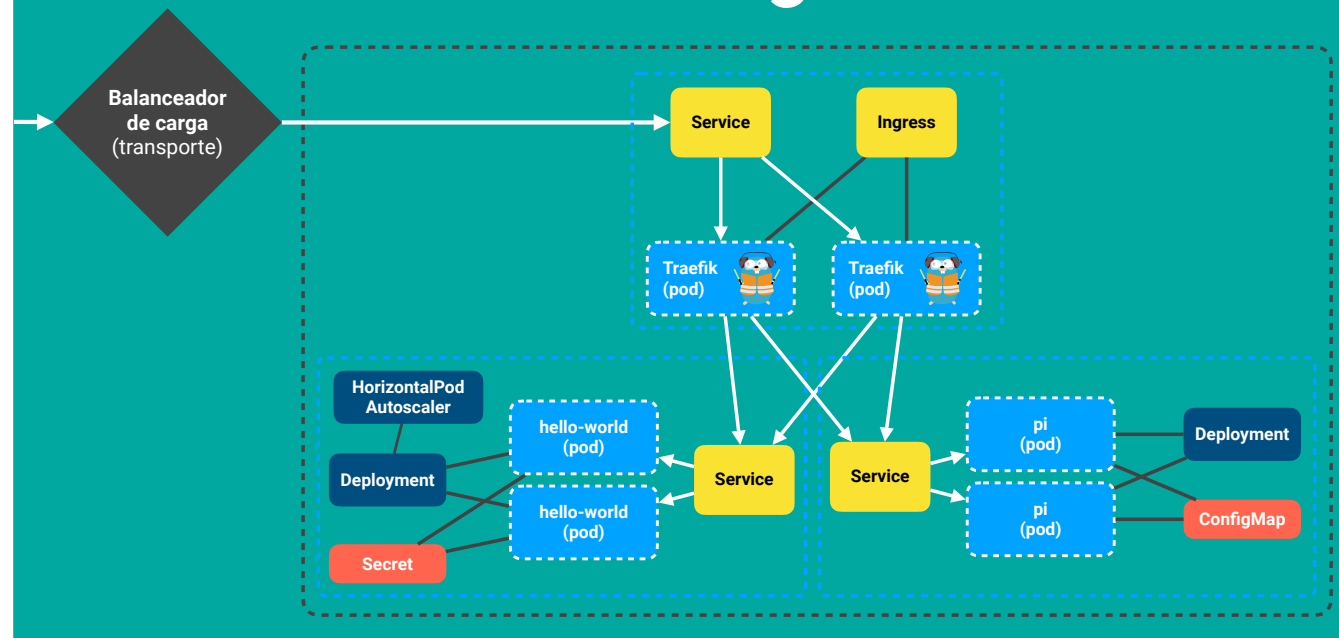 Balanceador
de carga
(transporte)
Service
Ingress
Traefik
(pod)
Traefik
(pod)
HorizontalPod
Autoscaler
Deployment
Secret
hello-world
(pod)
hello-world
(pod)
Service
Service
pi
(pod)
pi
(pod)
Deployment
ConfigMap